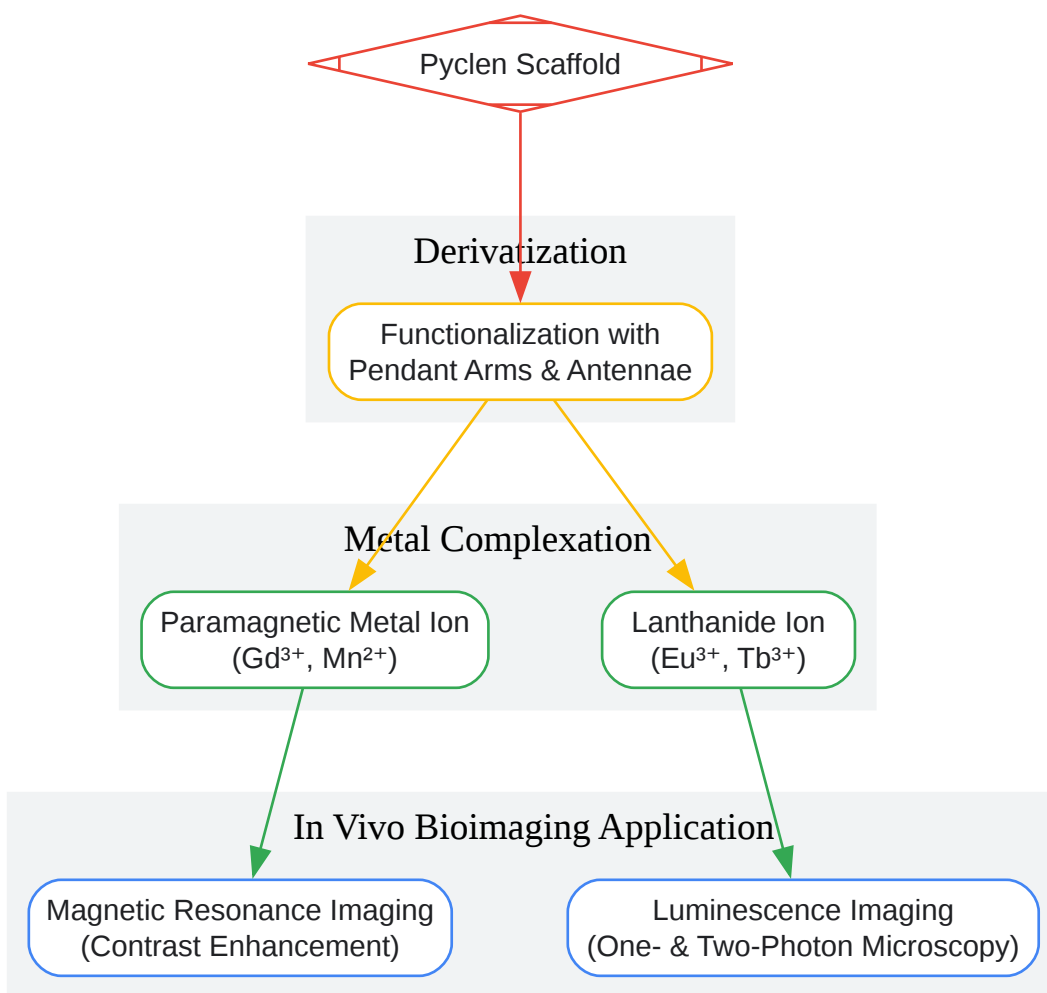 Pyclen Scaffold
Derivatization
Functionalization with
Pendant Arms & Antennae
Metal Complexation
Paramagnetic Metal Ion
(Gd³⁺, Mn²⁺)
Lanthanide Ion
(Eu³⁺, Tb³⁺)
In Vivo Bioimaging Application
Magnetic Resonance Imaging
(Contrast Enhancement)
Luminescence Imaging
(One- & Two-Photon Microscopy)